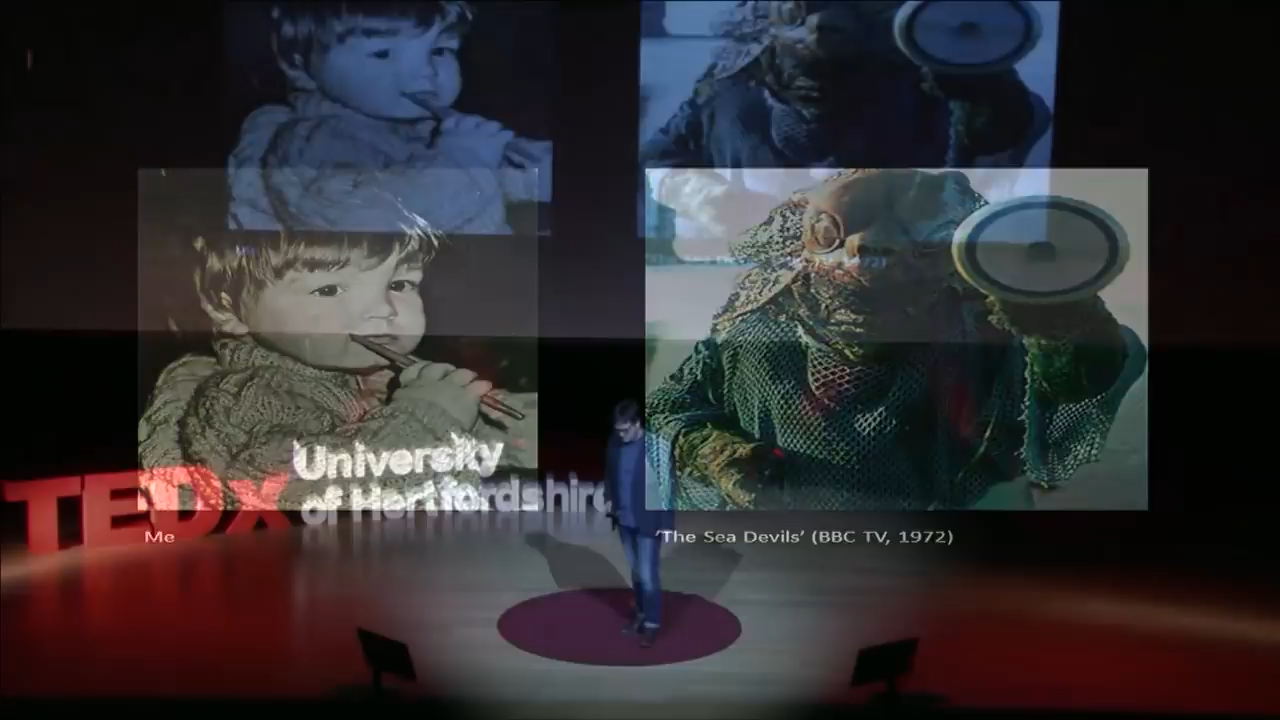 TEDx
University
of Hertfordshire
Me
'The Sea Devils' (BBC TV, 1972)